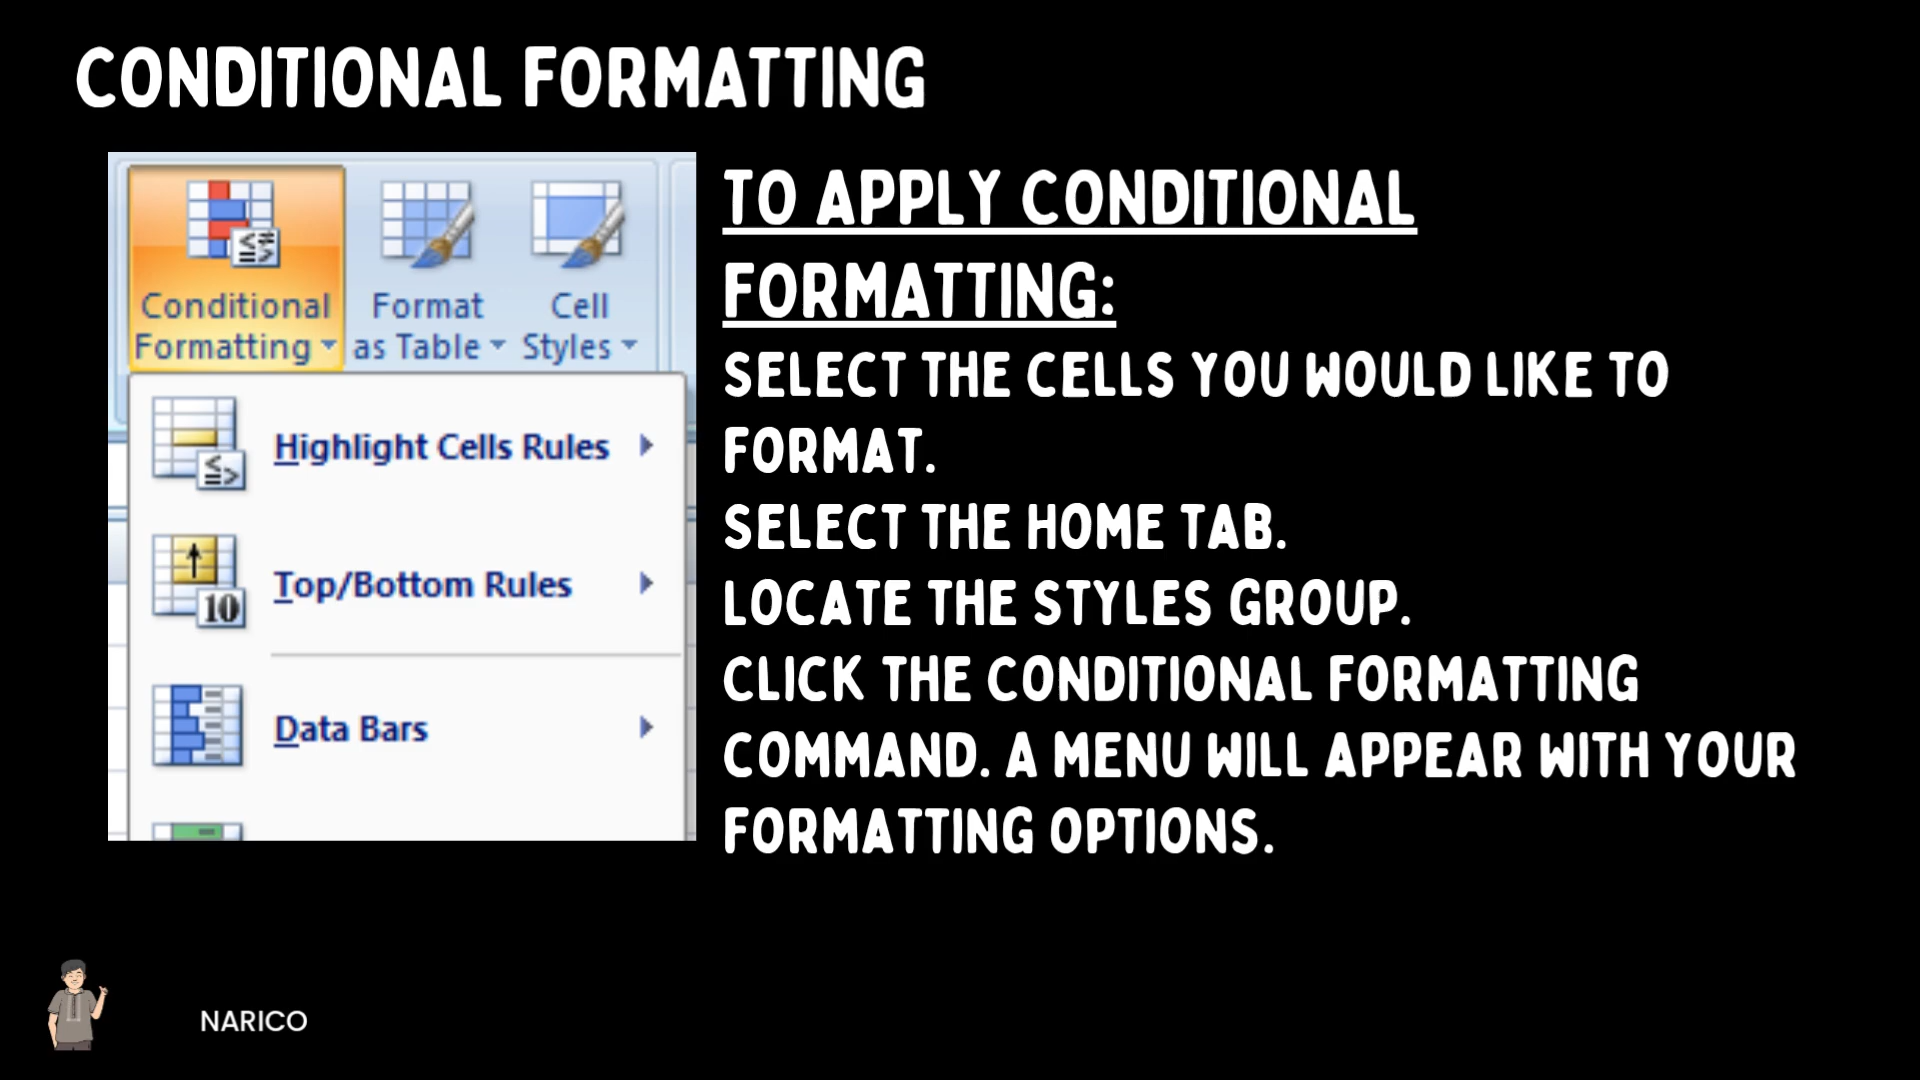 CONDITIONAL FORMATTING
Conditional Formatting
Format as Table
Cell Styles
Highlight Cells Rules
Top/Bottom Rules
10
Data Bars
TO APPLY CONDITIONAL
FORMATTING:
SELECT THE CELLS YOU WOULD LIKE TO
FORMAT.
SELECT THE HOME TAB.
LOCATE THE STYLES GROUP.
CLICK THE CONDITIONAL FORMATTING
COMMAND. A MENU WILL APPEAR WITH YOUR
FORMATTING OPTIONS.
NARICO